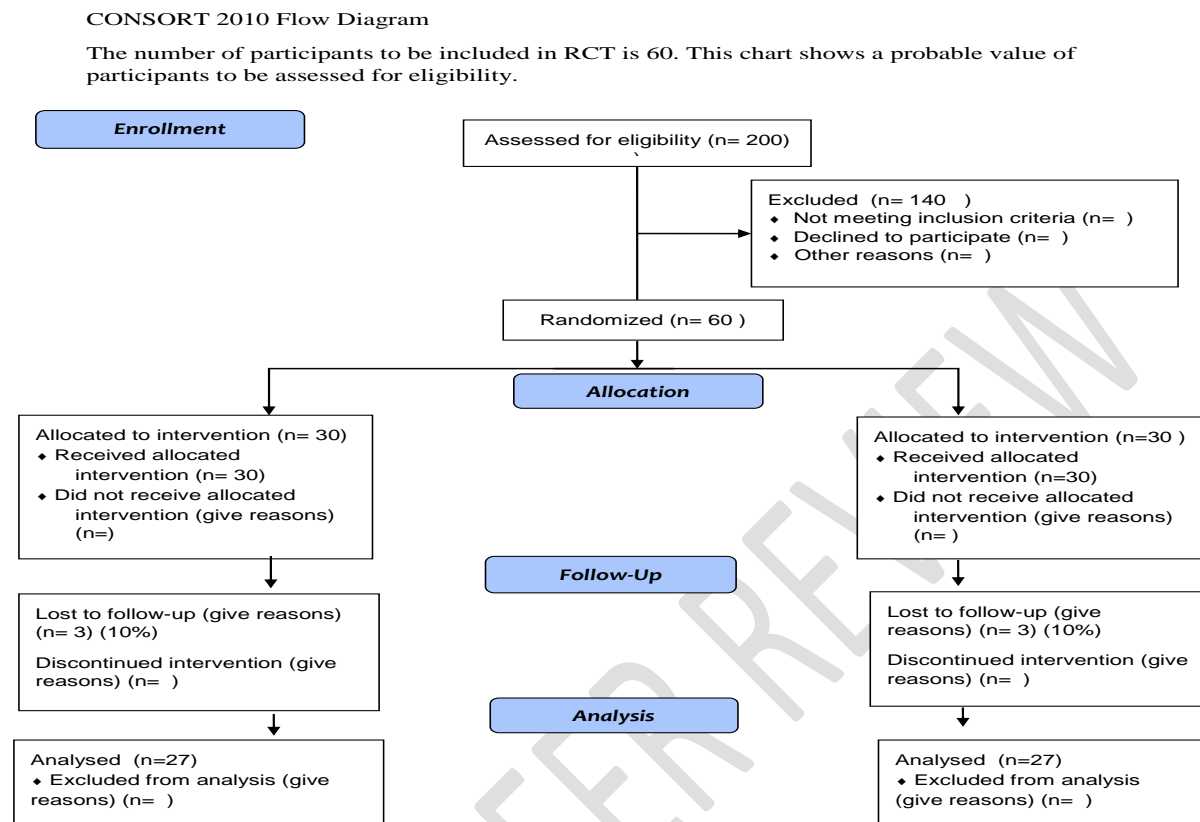 CONSORT 2010 Flow Diagram
The number of participants to be included in RCT is 60. This chart shows a probable value of
participants to be assessed for eligibility.
Enrollment
Assessed for eligibility (n= 200)
`
Excluded (n= 140 )
◆ Not meeting inclusion criteria (n= )
◆ Declined to participate (n= )
◆ Other reasons (n= )
Randomized (n= 60 )
Allocation
Allocated to intervention (n= 30)
◆ Received allocated
intervention (n= 30)
◆ Did not receive allocated
intervention (give reasons)
(n=)
Allocated to intervention (n=30 )
◆ Received allocated
intervention (n=30)
◆ Did not receive allocated
intervention (give reasons)
(n= )
Follow-Up
Lost to follow-up (give reasons)
(n= 3) (10%)
Discontinued intervention (give
reasons) (n= )
Lost to follow-up (give
reasons) (n= 3) (10%)
Discontinued intervention (give
reasons) (n= )
Analysis
Analysed (n=27)
◆ Excluded from analysis (give
reasons) (n= )
Analysed (n=27)
◆ Excluded from analysis
(give reasons) (n= )
ER REVIEW